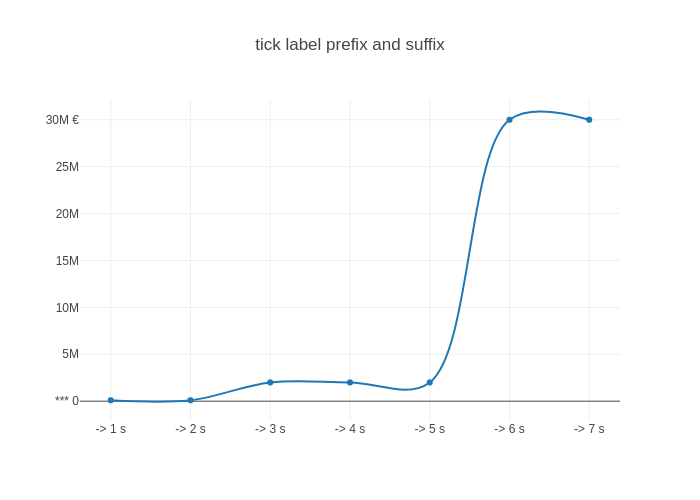 tick label prefix and suffix
30M €
25M
20M
15M
10M
5M
*** 0
-> 1 s -> 2 s -> 3 s -> 4 s -> 5 s -> 6 s -> 7 s